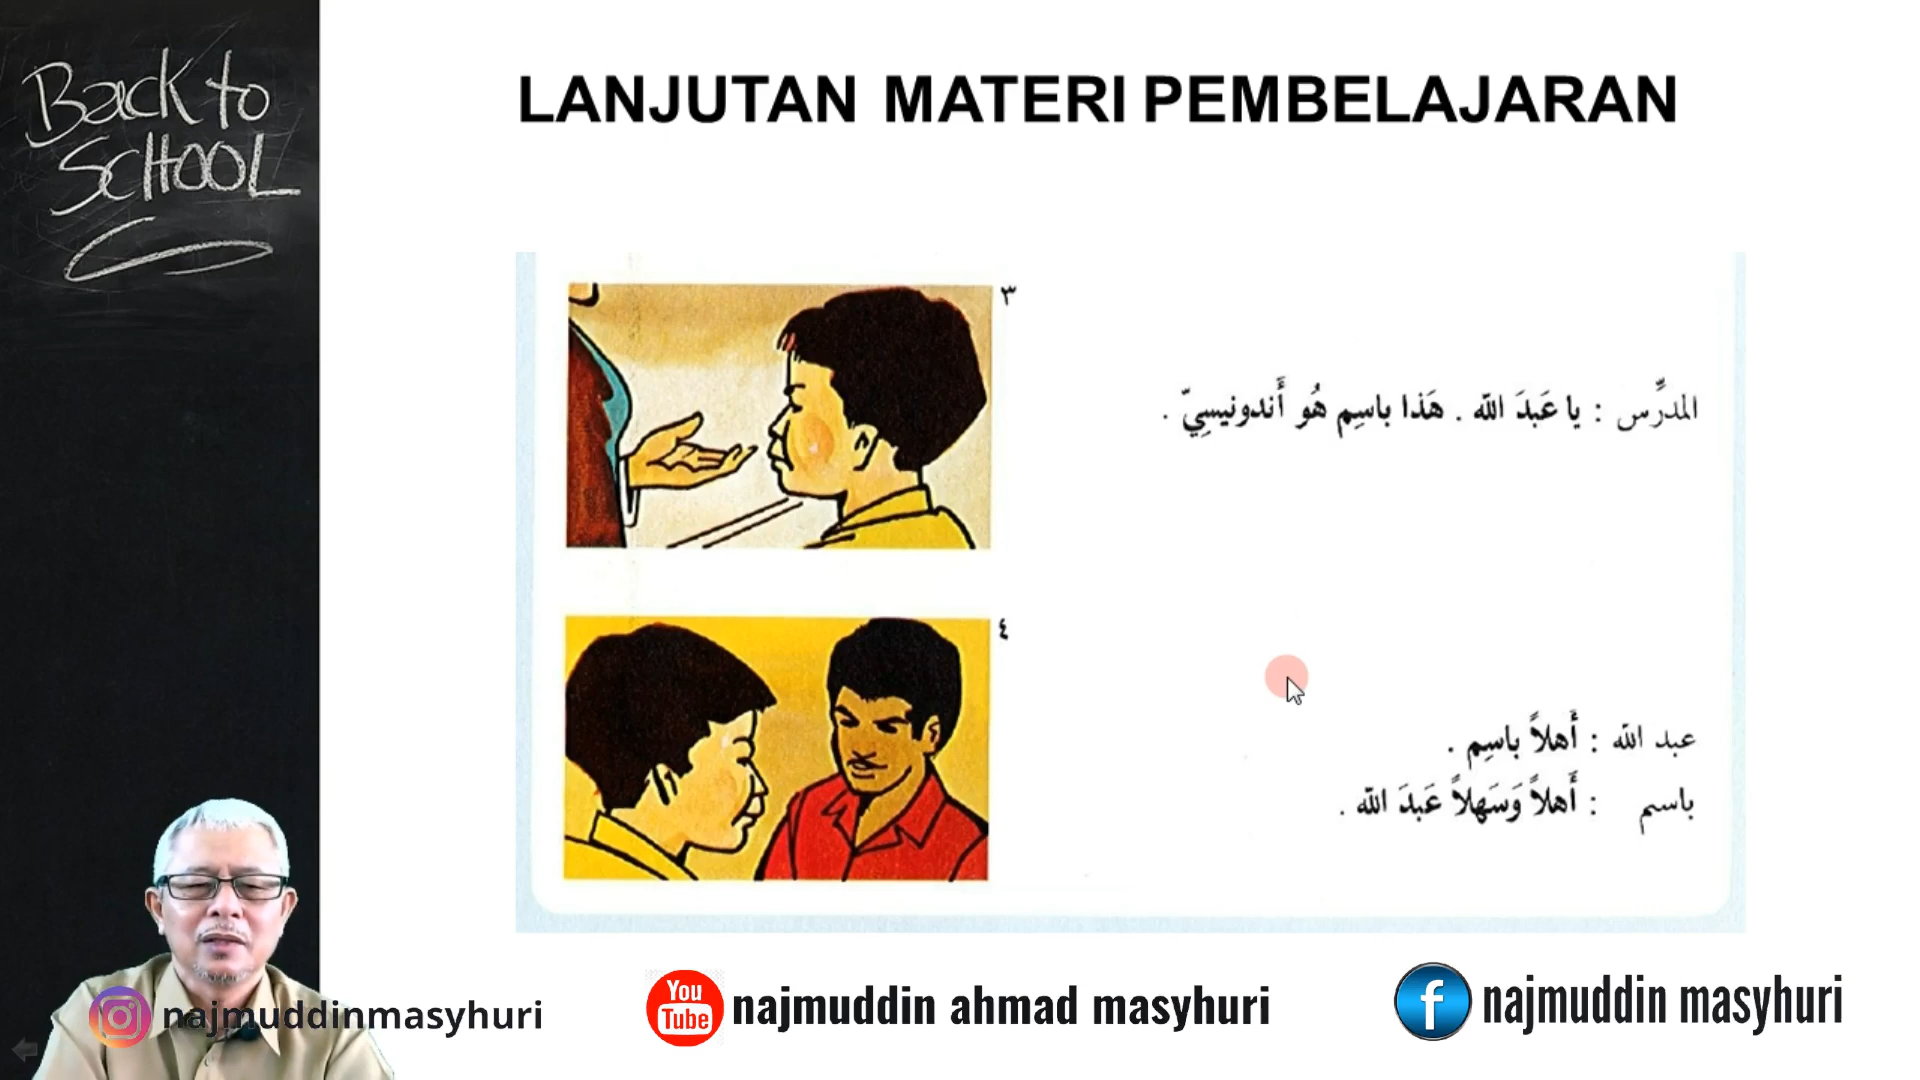 Back to
SCHOOL
LANJUTAN MATERI PEMBELAJARAN
٣
المدرِّس : يا عَبدَ الله . هَذا باسِم هُو أَندونيسِيّ .
٤
عبد الله : أَهلاً باسِم .
باسم : أَهلاً وَسَهلاً عَبدَ الله .
najmuddinmasyhuri
You
Tube
najmuddin ahmad masyhuri
f
najmuddin masyhuri